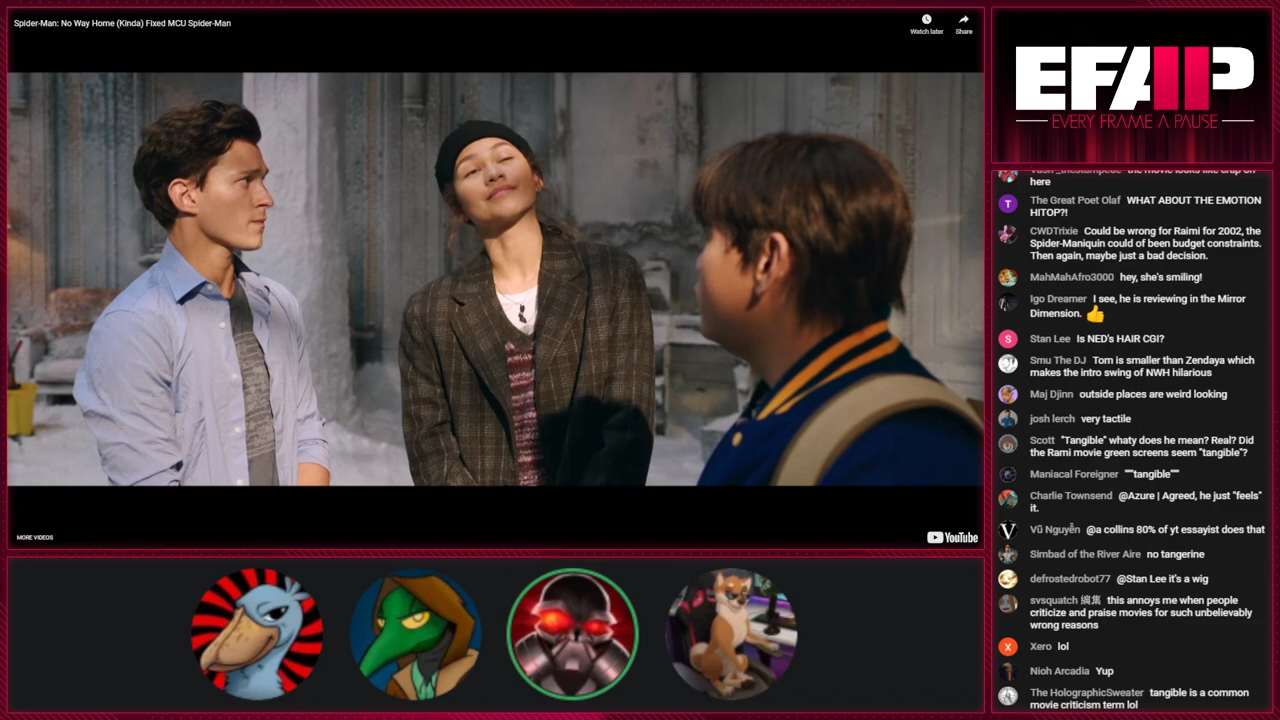 Spider-Man: No Way Home (Kinda) Fixed MCU Spider-Man
Watch later
Share
MORE VIDEOS
YouTube
EFAP
EVERY FRAME A PAUSE
here
The Great Poet Olaf WHAT ABOUT THE EMOTION
HITOP?!
CWDTrixie Could be wrong for Raimi for 2002, the
Spider-Maniquin could of been budget constraints.
Then again, maybe just a bad decision.
MahMahAfro3000 hey, she's smiling!
Igo Dreamer I see, he is reviewing in the Mirror
Dimension. 👍
S
Stan Lee Is NED's HAIR CGI?
Smu The DJ Tom is smaller than Zendaya which
makes the intro swing of NWH hilarious
Maj Djinn outside places are weird looking
josh lerch very tactile
Scott "Tangible" whaty does he mean? Real? Did
the Rami movie green screens seem "tangible"?
Maniacal Foreigner """tangible"""
Charlie Townsend @Azure | Agreed, he just "feels"
it.
V
Vũ Nguyễn @a collins 80% of yt essayist does that
Simbad of the River Aire no tangerine
defrostedrobot77 @Stan Lee it's a wig
svsquatch 編集 this annoys me when people
criticize and praise movies for such unbelievably
wrong reasons
X
Xero lol
Nioh Arcadia Yup
The HolographicSweater tangible is a common
movie criticism term lol
T